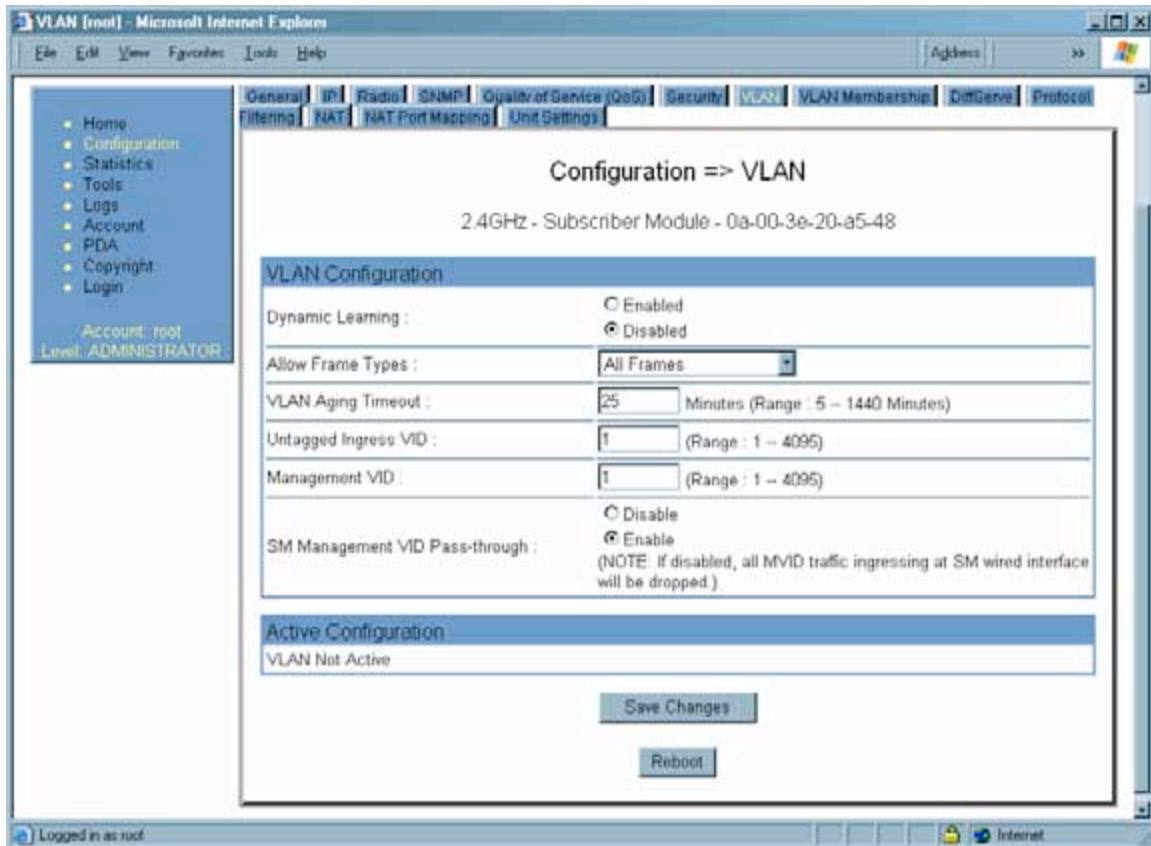 VLAN [root] - Microsoft Internet Explorer
File Edit View Favorites Tools Help
Address
General IP Radio SNMP Quality of Service (QoS) Security VLAN VLAN Membership DiffServe Protocol
Filtering NAT NAT Port Mapping Unit Settings
Home
Configuration
Statistics
Tools
Logs
Account
PDA
Copyright
Login
Account: root
Level: ADMINISTRATOR
Configuration => VLAN
2.4GHz - Subscriber Module - 0a-00-3e-20-a5-48
VLAN Configuration
Dynamic Learning :
Enabled
Disabled
Allow Frame Types :
All Frames
VLAN Aging Timeout :
25 Minutes (Range : 5 -- 1440 Minutes)
Untagged Ingress VID :
1 (Range : 1 -- 4095)
Management VID :
1 (Range : 1 -- 4095)
SM Management VID Pass-through :
Disable
Enable
(NOTE: If disabled, all MVID traffic ingressing at SM wired interface
will be dropped.)
Active Configuration
VLAN Not Active
Save Changes
Reboot
Logged in as root
Internet